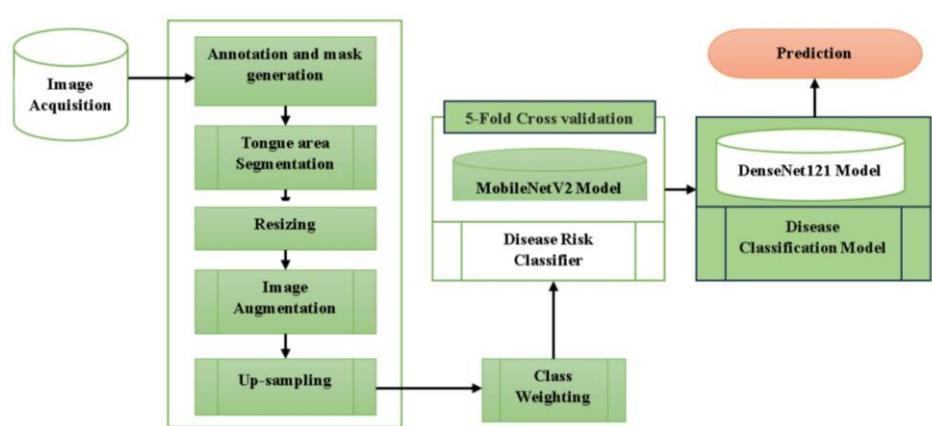 Image
Acquisition
Annotation and mask
generation
Tongue area
Segmentation
Resizing
Image
Augmentation
Up-sampling
Class
Weighting
5-Fold Cross validation
MobileNetV2 Model
Disease Risk
Classifier
DenseNet121 Model
Disease
Classification Model
Prediction